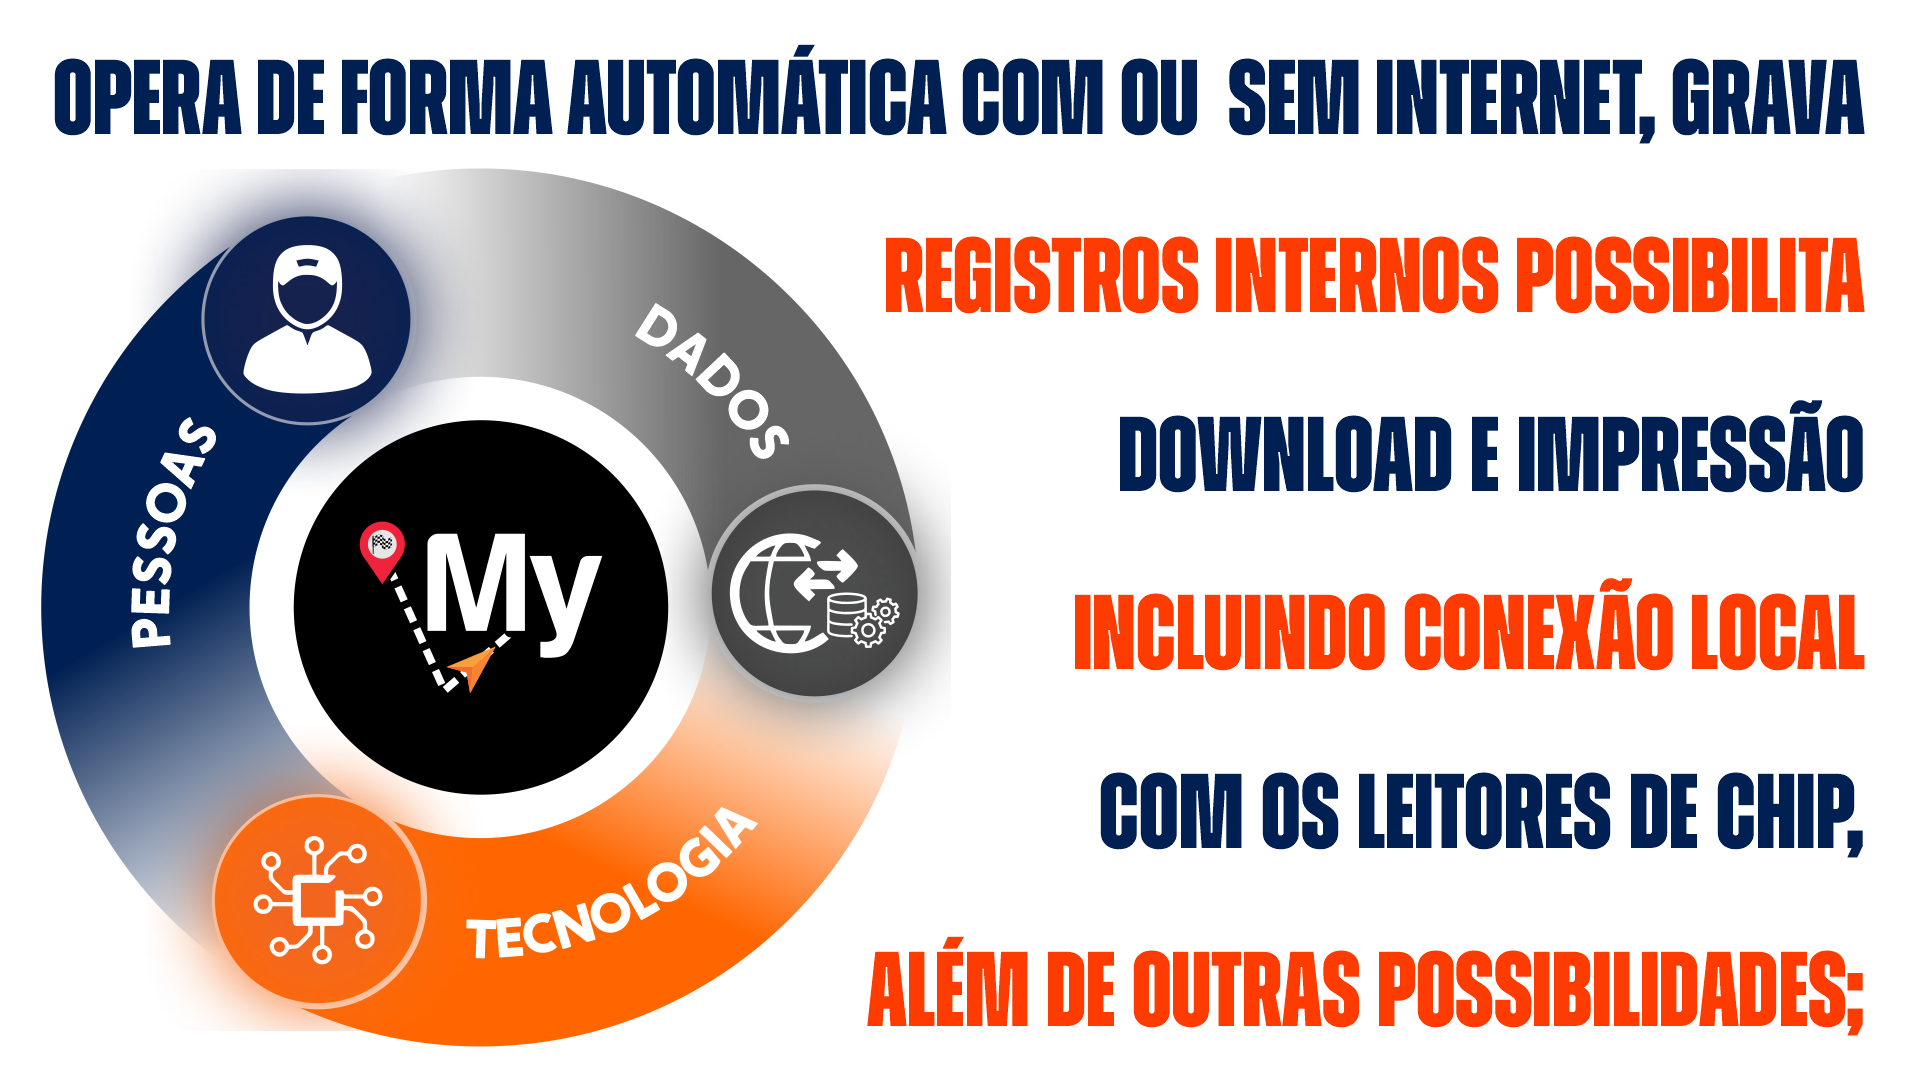 OPERA DE FORMA AUTOMÁTICA COM OU SEM INTERNET, GRAVA
REGISTROS INTERNOS POSSIBILITA
DOWNLOAD E IMPRESSÃO
INCLUINDO CONEXÃO LOCAL
COM OS LEITORES DE CHIP,
ALÉM DE OUTRAS POSSIBILIDADES;
DADOS
PESSOAS
My
TECNOLOGIA